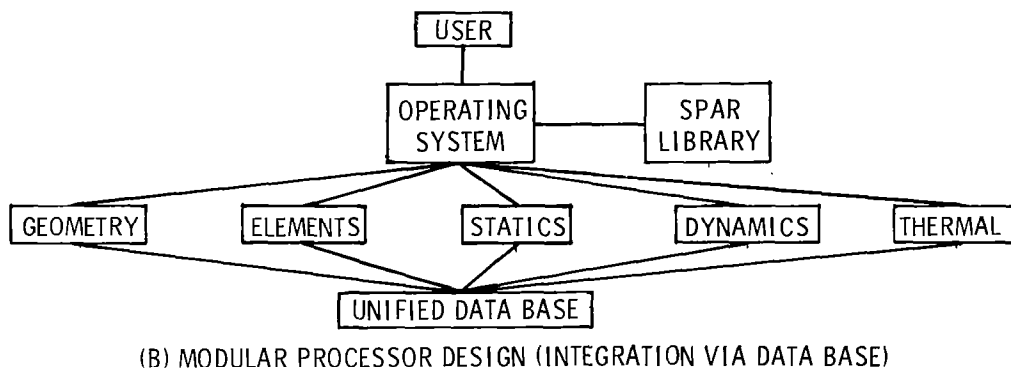 USER
OPERATING
SYSTEM
SPAR
LIBRARY
GEOMETRY
ELEMENTS
STATICS
DYNAMICS
THERMAL
UNIFIED DATA BASE
(B) MODULAR PROCESSOR DESIGN (INTEGRATION VIA DATA BASE)